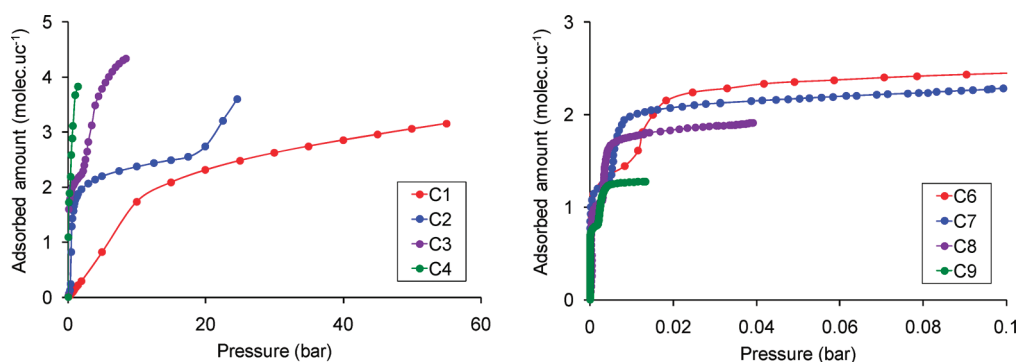 Adsorbed amount (molec.uc⁻¹)
5
4
3
2
1
0
0
20
40
60
Pressure (bar)
C1
C2
C3
C4
Adsorbed amount (molec.uc⁻¹)
3
2
1
0
0
0.02
0.04
0.06
0.08
0.1
Pressure (bar)
C6
C7
C8
C9